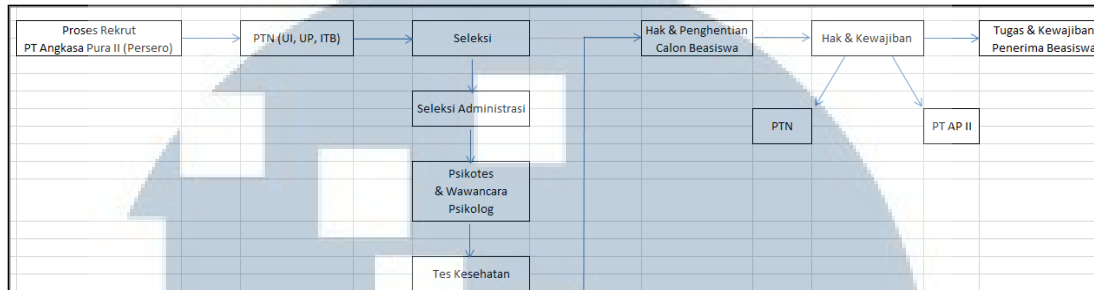 Proses Rekrut
PT Angkasa Pura II (Persero)
PTN (UI, UP, ITB)
Seleksi
Hak & Penghentian
Calon Beasiswa
Hak & Kewajiban
Tugas & Kewajiban
Penerima Beasiswa
Seleksi Administrasi
PTN
PT AP II
Psikotes
& Wawancara
Psikolog
Tes Kesehatan